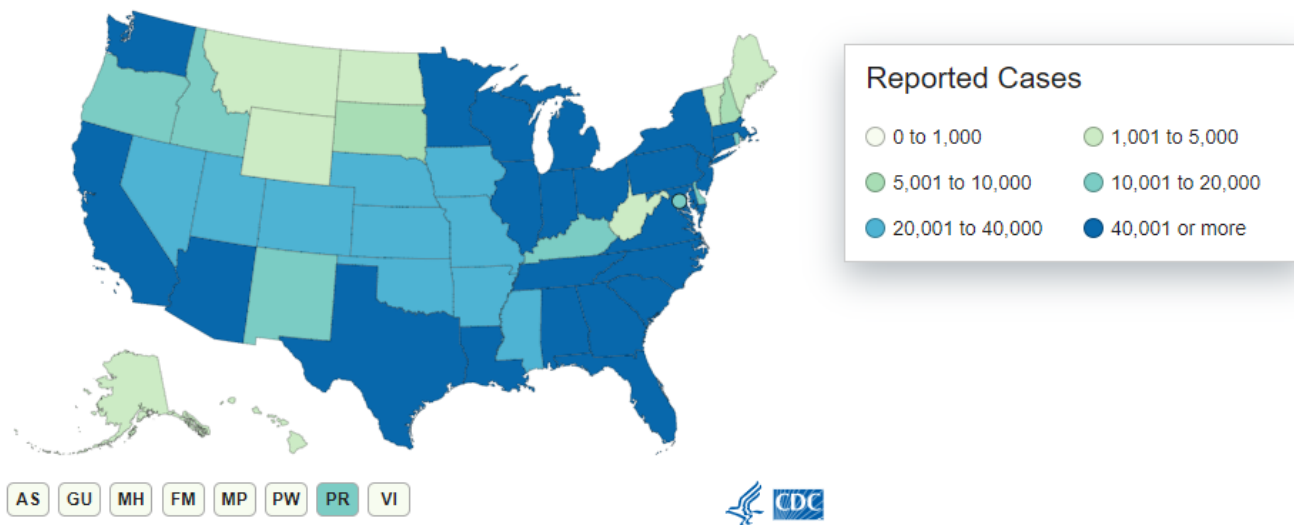 Reported Cases
0 to 1,000
1,001 to 5,000
5,001 to 10,000
10,001 to 20,000
20,001 to 40,000
40,001 or more
AS GU MH FM MP PW PR VI
CDC